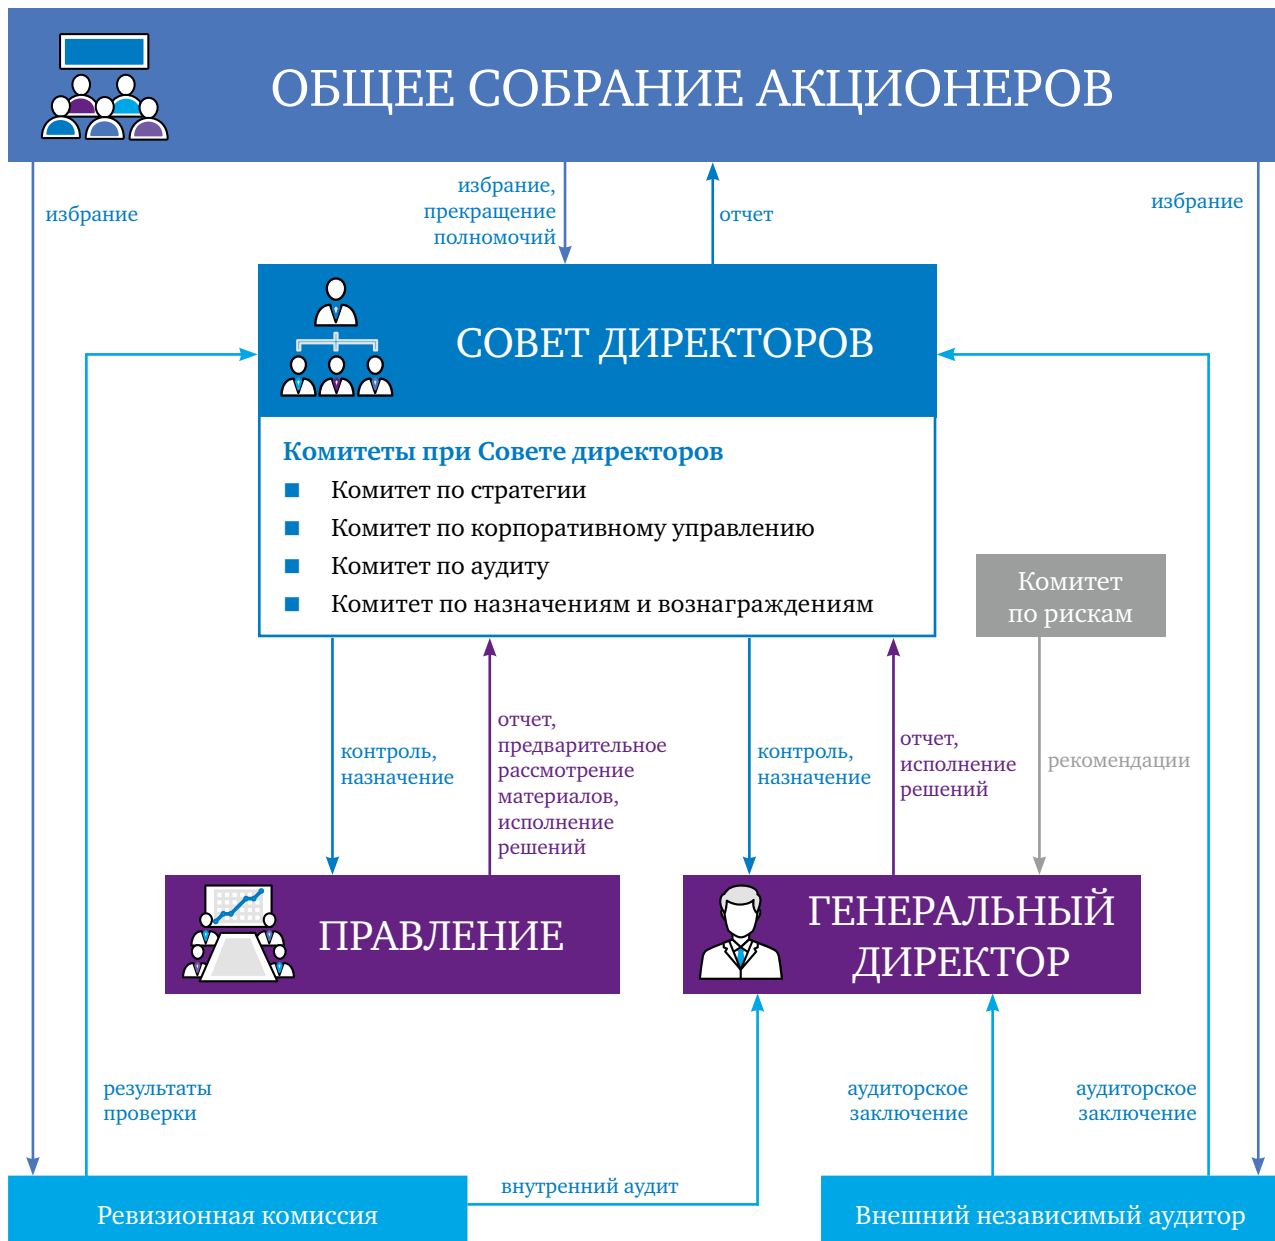 ОБЩЕЕ СОБРАНИЕ АКЦИОНЕРОВ
избрание
избрание,
прекращение
полномочий
отчет
избрание
СОВЕТ ДИРЕКТОРОВ
Комитеты при Совете директоров
Комитет по стратегии
Комитет по корпоративному управлению
Комитет по аудиту
Комитет по назначениям и вознаграждениям
Комитет
по рискам
контроль,
назначение
отчет,
предварительное
рассмотрение
материалов,
исполнение
решений
контроль,
назначение
отчет,
исполнение
решений
рекомендации
ПРАВЛЕНИЕ
ГЕНЕРАЛЬНЫЙ
ДИРЕКТОР
результаты
проверки
аудиторское
заключение
аудиторское
заключение
внутренний аудит
Ревизионная комиссия
Внешний независимый аудитор